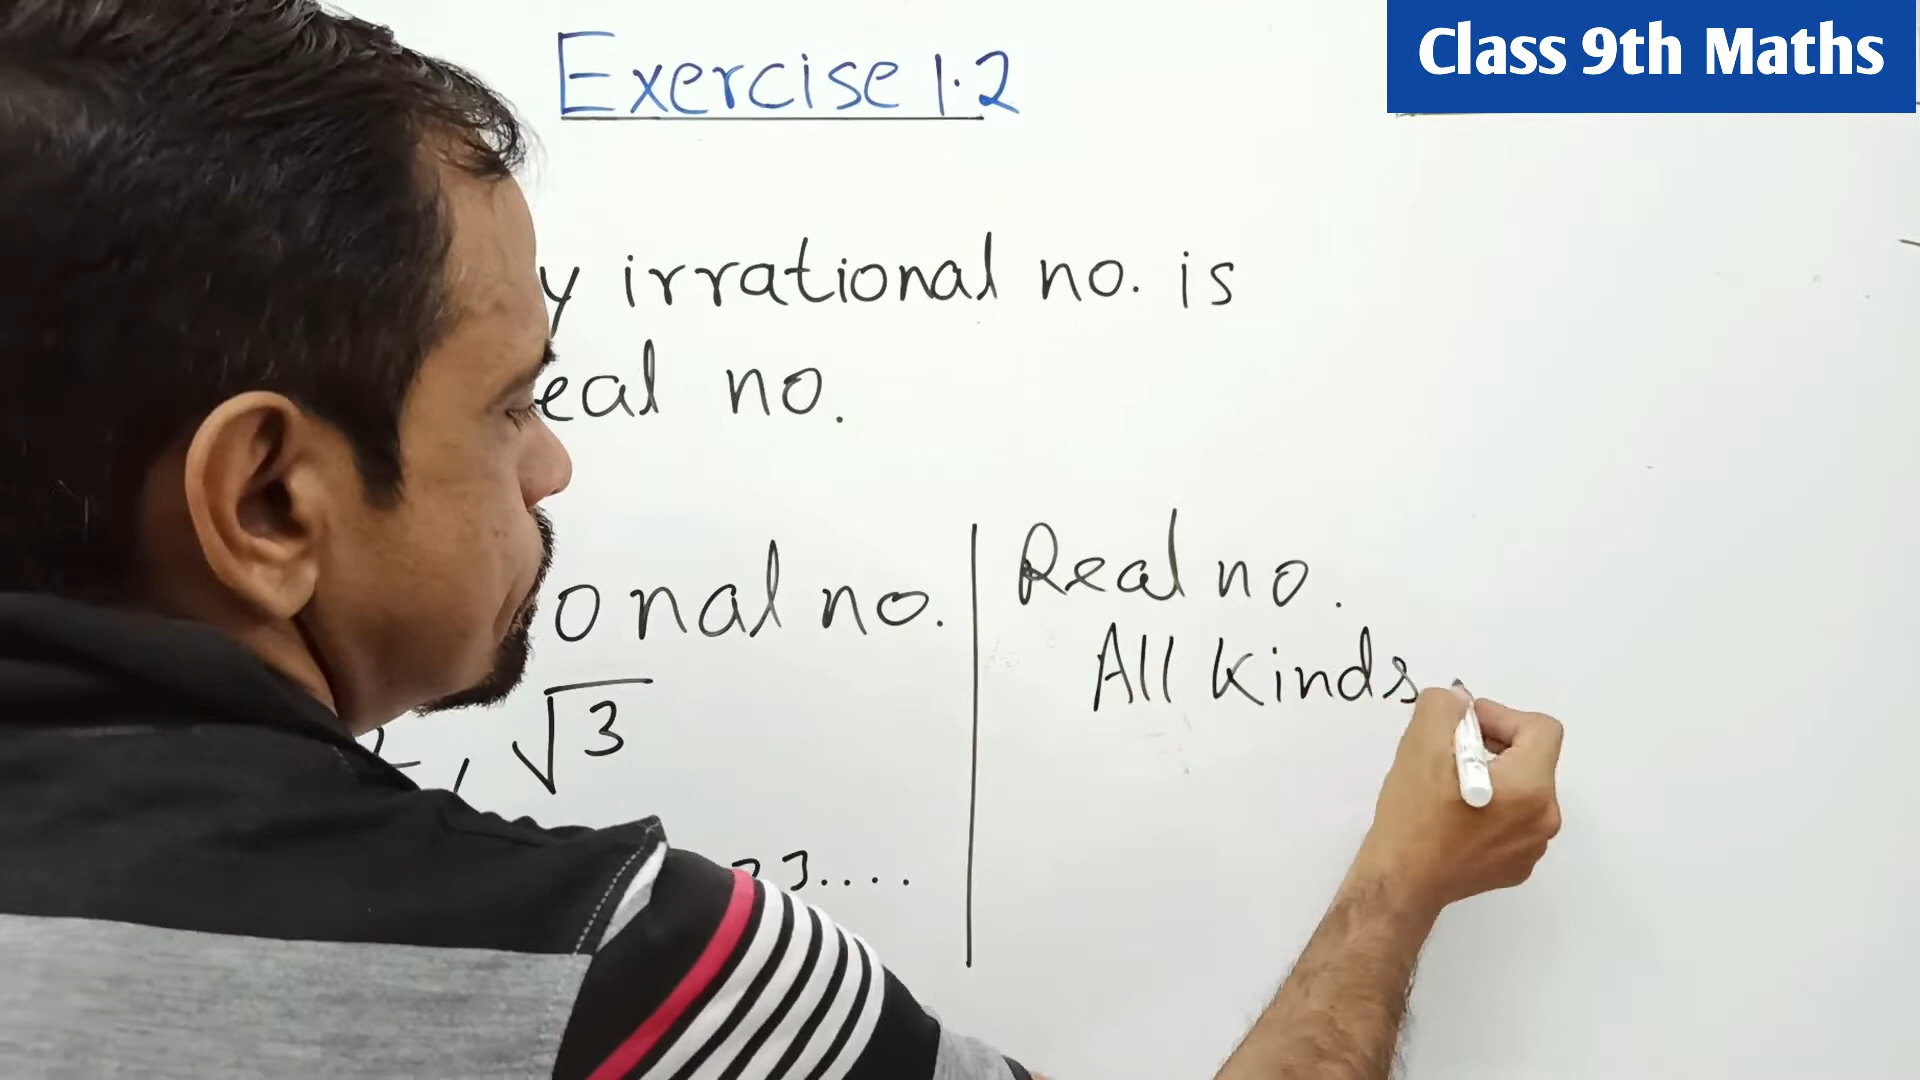 Class 9th Maths
Exercise 1.2
irrational no. is
eal no.
onal no.
√3
3....
Real no.
All kinds